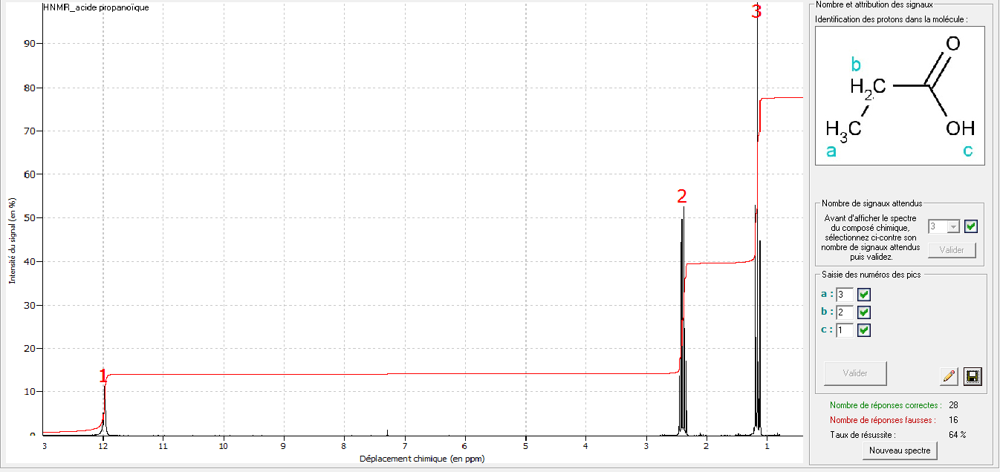 HNMR_acide propanoïque
Intensité du signal (en %)
90
80
70
60
50
40
30
20
10
0
1
2
3
3
12
11
10
9
8
7
6
5
4
3
2
1
Déplacement chimique (en ppm)
Nombre et attribution des signaux
Identification des protons dans la molécule :
O
b
H2C
H3C
OH
a
c
Nombre de signaux attendus
Avant d'afficher le spectre
du composé chimique,
sélectionnez ci-contre son
nombre de signaux attendus
puis validez.
3
Valider
Saisie des numéros des pics
a : 3
b : 2
c : 1
Valider
Nombre de réponses correctes : 28
Nombre de réponses fausses : 16
Taux de résussite : 64 %
Nouveau spectre